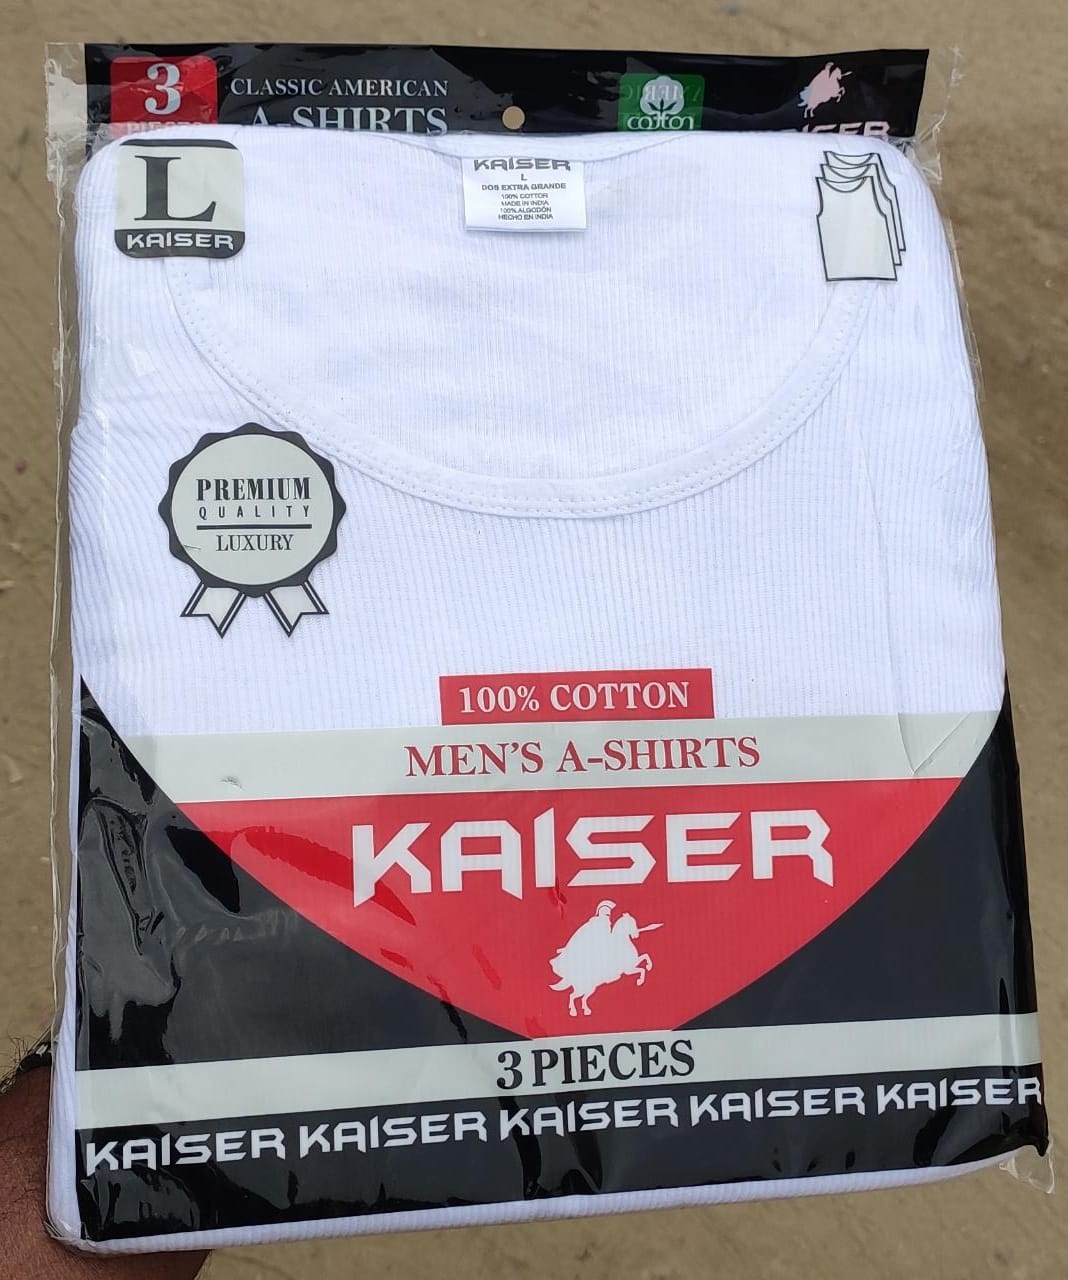 3
PIECES
CLASSIC AMERICAN
A-SHIRTS
cotton
KAISER
L
KAISER
KAISER
L
DOS EXTRA GRANDE
100% COTTON
MADE IN INDIA
100% ALGODÓN
HECHO EN INDIA
PREMIUM
QUALITY
LUXURY
100% COTTON
MEN'S A-SHIRTS
KAISER
3 PIECES
KAISER KAISER KAISER KAISER KAISER